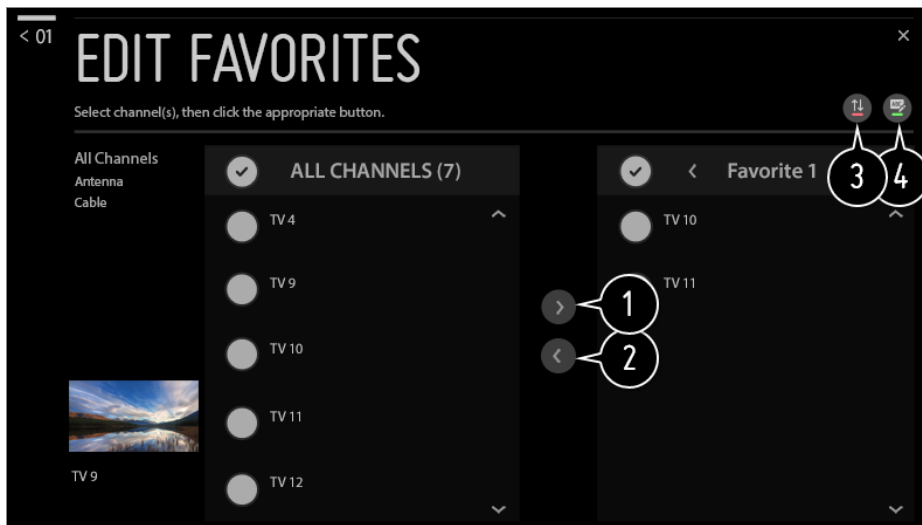 < 01
EDIT FAVORITES
Select channel(s), then click the appropriate button.
3
4
All Channels
Antenna
Cable
ALL CHANNELS (7)
TV 4
TV 9
TV 10
TV 11
TV 12
1
2
Favorite 1
TV 10
TV 11
TV 9